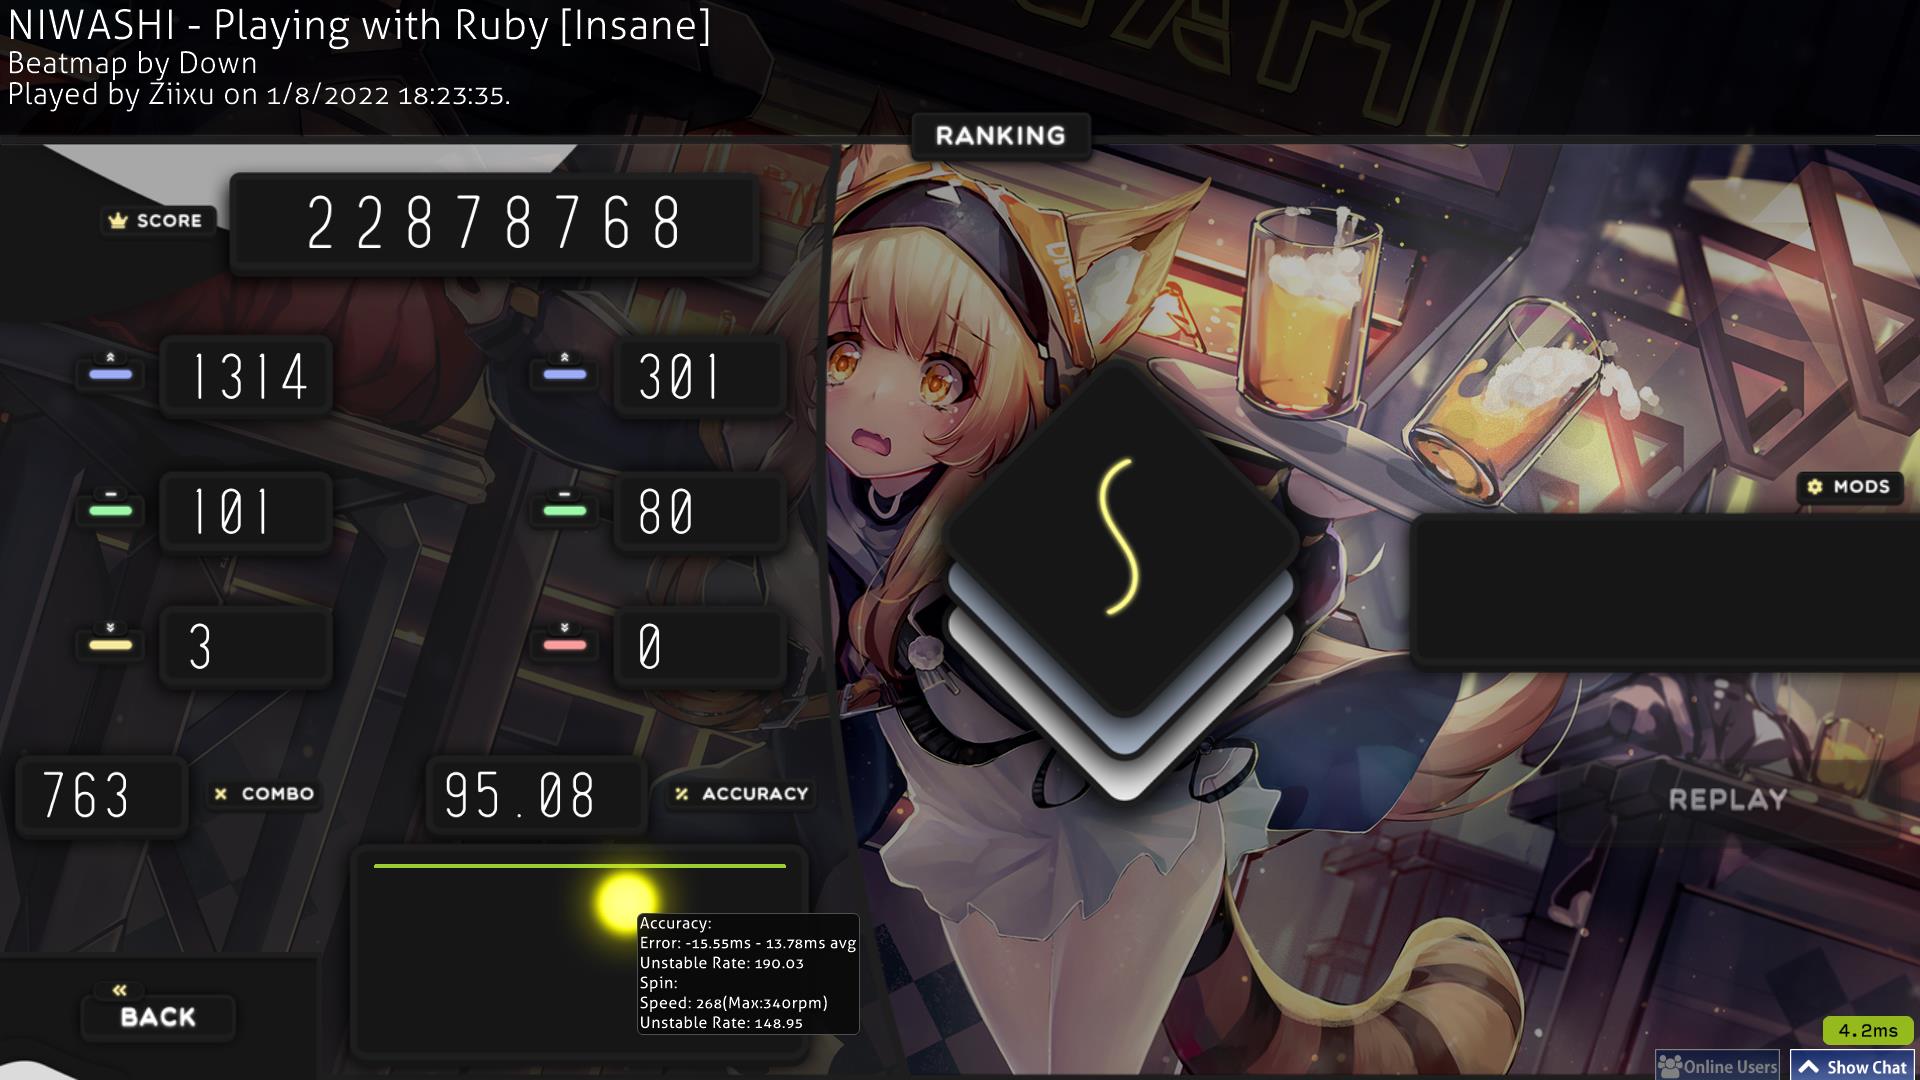 NIWASHI - Playing with Ruby [Insane]
Beatmap by Down
Played by Ziixu on 1/8/2022 18:23:35.
RANKING
SCORE
22878768
1314
301
101
80
3
0
MODS
763
COMBO
95.08
ACCURACY
REPLAY
Accuracy:
Error: -15.55ms - 13.78ms avg
Unstable Rate: 190.03
Spin:
Speed: 268(Max:340rpm)
Unstable Rate: 148.95
BACK
4.2ms
Online Users
Show Chat
S